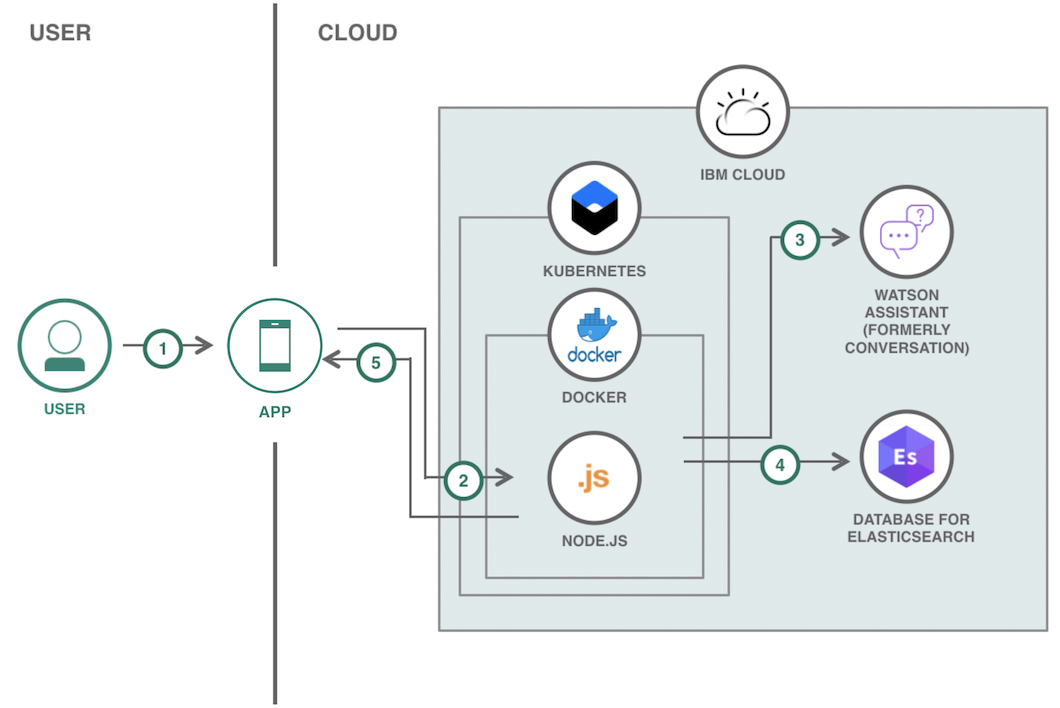 USER
CLOUD
IBM CLOUD
KUBERNETES
docker
DOCKER
.js
NODE.JS
?
WATSON
ASSISTANT
(FORMERLY
CONVERSATION)
Es
DATABASE FOR
ELASTICSEARCH
USER
APP
1
2
3
4
5